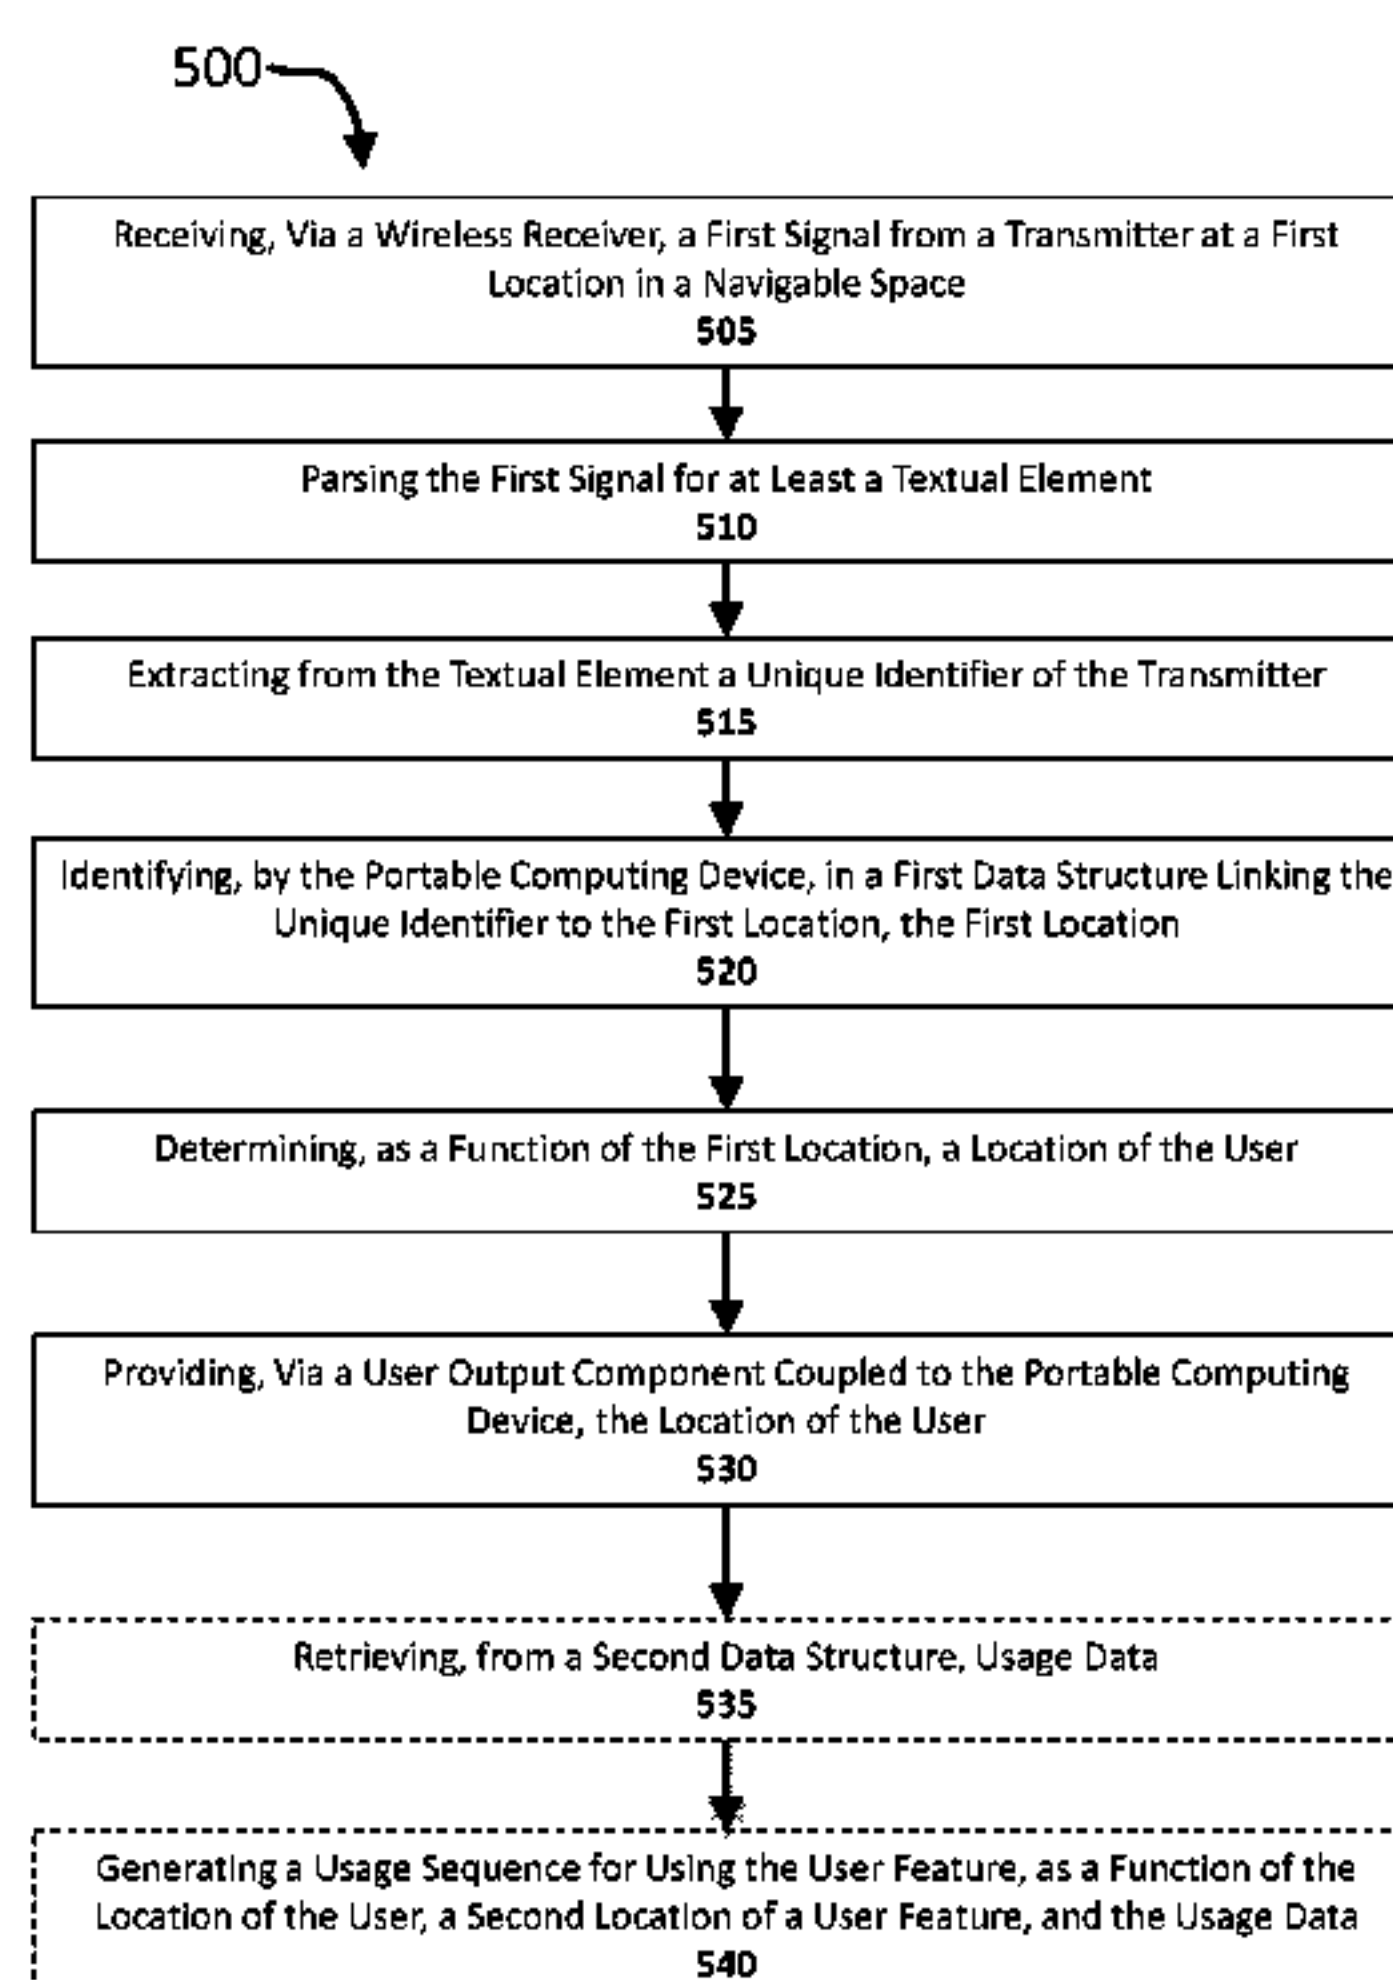 500
Receiving, Via a Wireless Receiver, a First Signal from a Transmitter at a First
Location in a Navigable Space
505
Parsing the First Signal for at Least a Textual Element
510
Extracting from the Textual Element a Unique Identifier of the Transmitter
515
Identifying, by the Portable Computing Device, in a First Data Structure Linking the
Unique Identifier to the First Location, the First Location
520
Determining, as a Function of the First Location, a Location of the User
525
Providing, Via a User Output Component Coupled to the Portable Computing
Device, the Location of the User
530
Retrieving, from a Second Data Structure, Usage Data
535
Generating a Usage Sequence for Using the User Feature, as a Function of the
Location of the User, a Second Location of a User Feature, and the Usage Data
540